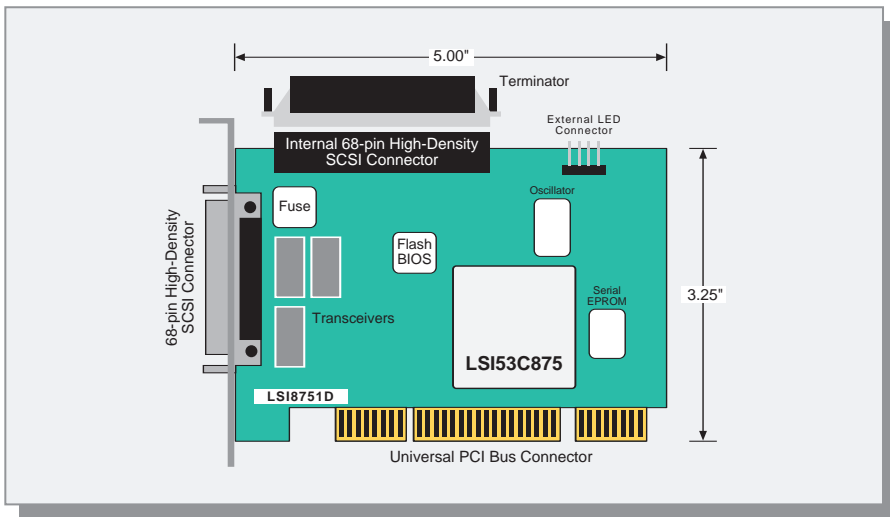 5.00"
Terminator
External LED
Connector
Internal 68-pin High-Density
SCSI Connector
Oscillator
Fuse
68-pin High-Density
SCSI Connector
Flash
BIOS
3.25"
Serial
EPROM
Transceivers
LSI53C875
LSI8751D
Universal PCI Bus Connector